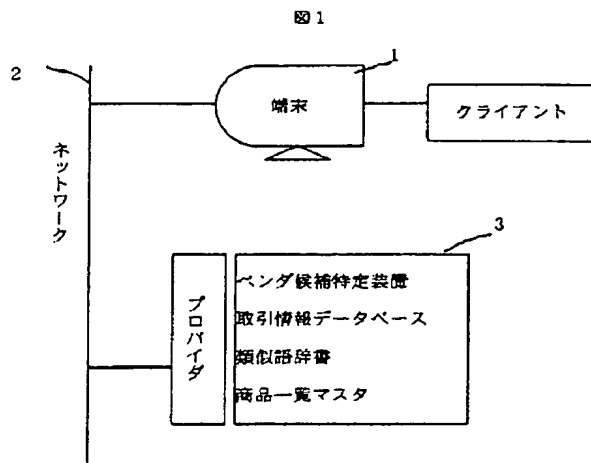 図1
2
1
端末
クライアント
ネットワーク
3
プロバイダ
ベンダ候補特定装置
取引情報データベース
類似語辞書
商品一覧マスタ